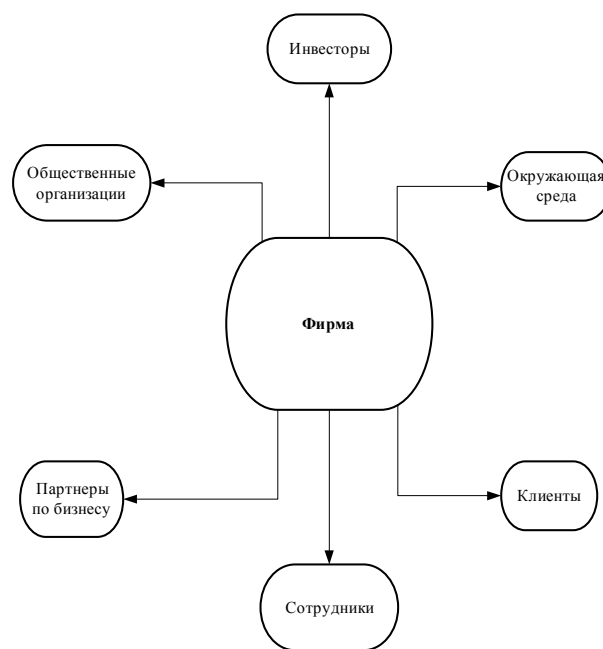 Инвесторы
Общественные
организации
Окружающая
среда
Фирма
Партнеры
по бизнесу
Клиенты
Сотрудники